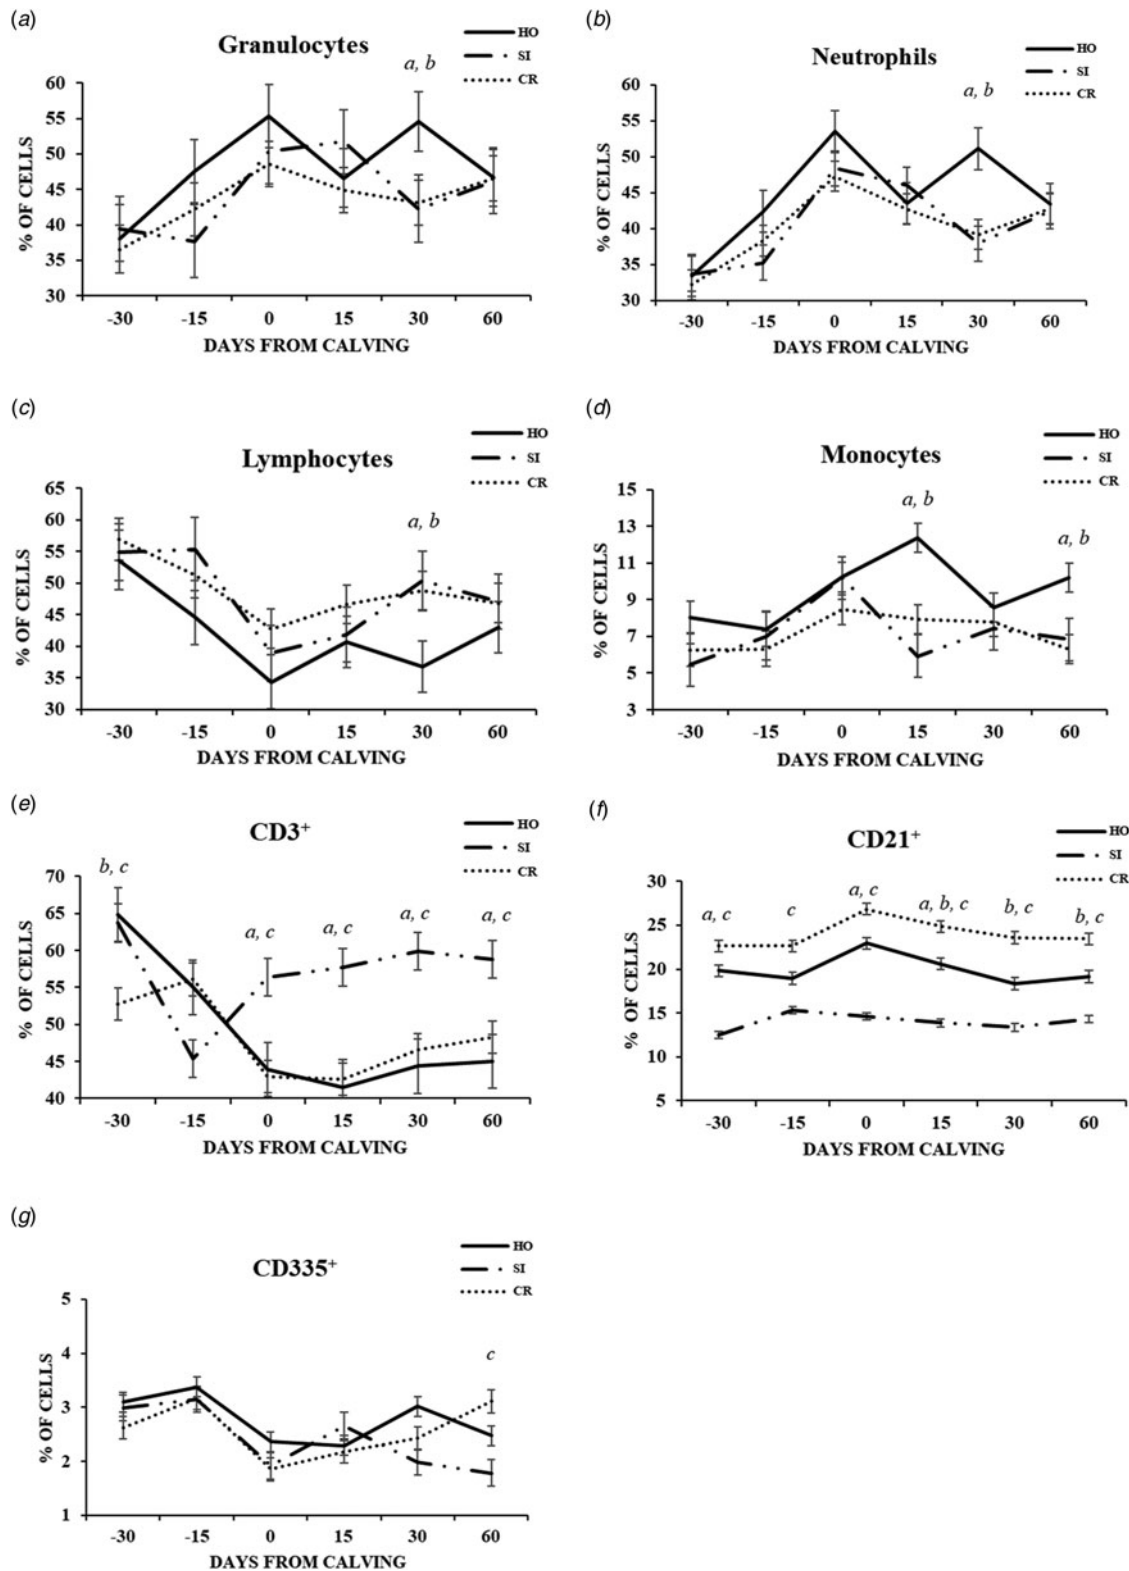 (a)
Granulocytes
HO
SI
CR
a, b
60
55
50
45
40
35
30
% OF CELLS
-30 -15 0 15 30 60
DAYS FROM CALVING
(b)
Neutrophils
HO
SI
CR
a, b
60
55
50
45
40
35
30
% OF CELLS
-30 -15 0 15 30 60
DAYS FROM CALVING
(c)
Lymphocytes
HO
SI
CR
a, b
65
60
55
50
45
40
35
30
% OF CELLS
-30 -15 0 15 30 60
DAYS FROM CALVING
(d)
Monocytes
HO
SI
CR
a, b
a, b
15
13
11
9
7
5
3
% OF CELLS
-30 -15 0 15 30 60
DAYS FROM CALVING
(e)
CD3+
HO
SI
CR
b, c
a, c
a, c
a, c
a, c
70
65
60
55
50
45
40
% OF CELLS
-30 -15 0 15 30 60
DAYS FROM CALVING
(f)
CD21+
HO
SI
CR
a, c
c
a, c
a, b, c
b, c
b, c
30
25
20
15
10
5
% OF CELLS
-30 -15 0 15 30 60
DAYS FROM CALVING
(g)
CD335+
HO
SI
CR
c
5
4
3
2
1
% OF CELLS
-30 -15 0 15 30 60
DAYS FROM CALVING